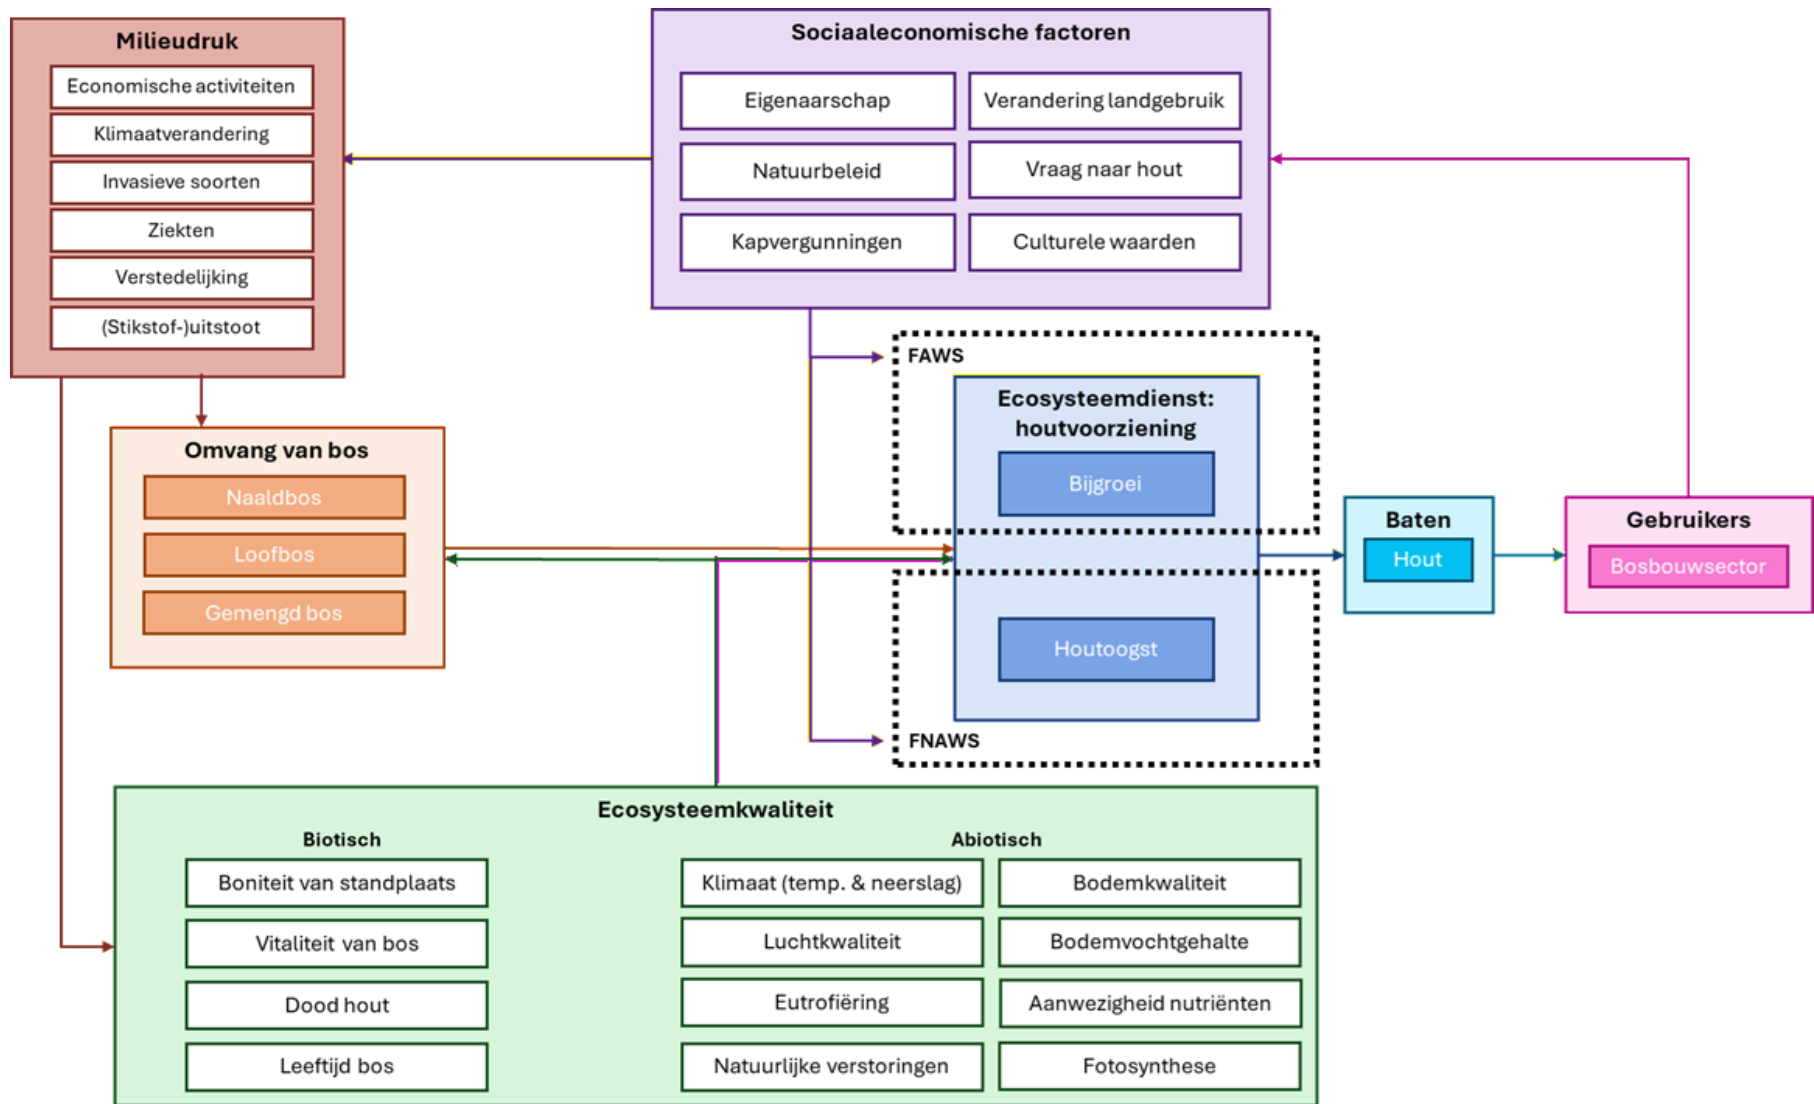 Milieudruk
Economische activiteiten
Klimaatverandering
Invasieve soorten
Ziekten
Verstedelijking
(Stikstof-)uitstoot
Sociaaleconomische factoren
Eigenaarschap
Verandering landgebruik
Natuurbeleid
Vraag naar hout
Kapvergunningen
Culturele waarden
FAWS
Ecosysteemdienst:
houtvoorziening
Bijgroei
Houtoogst
FNAWS
Omvang van bos
Naaldbos
Loofbos
Gemengd bos
Baten
Hout
Gebruikers
Bosbouwsector
Ecosysteemkwaliteit
Biotisch
Boniteit van standplaats
Vitaliteit van bos
Dood hout
Leeftijd bos
Abiotisch
Klimaat (temp. & neerslag)
Bodemkwaliteit
Luchtkwaliteit
Bodemvochtgehalte
Eutrofiëring
Aanwezigheid nutriënten
Natuurlijke verstoringen
Fotosynthese